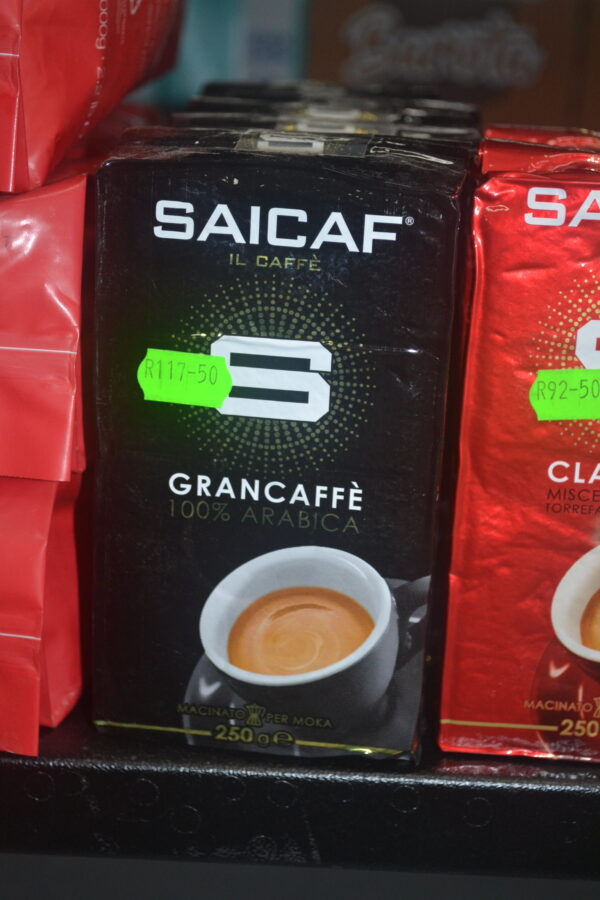 SAICAF®
IL CAFFÈ
R117-50
S
GRANCAFFÈ
100% ARABICA
MACINATO PER MOKA
250 g e
SA
R92-50
CLA
MISCE
TORREFA
MACINATO
250